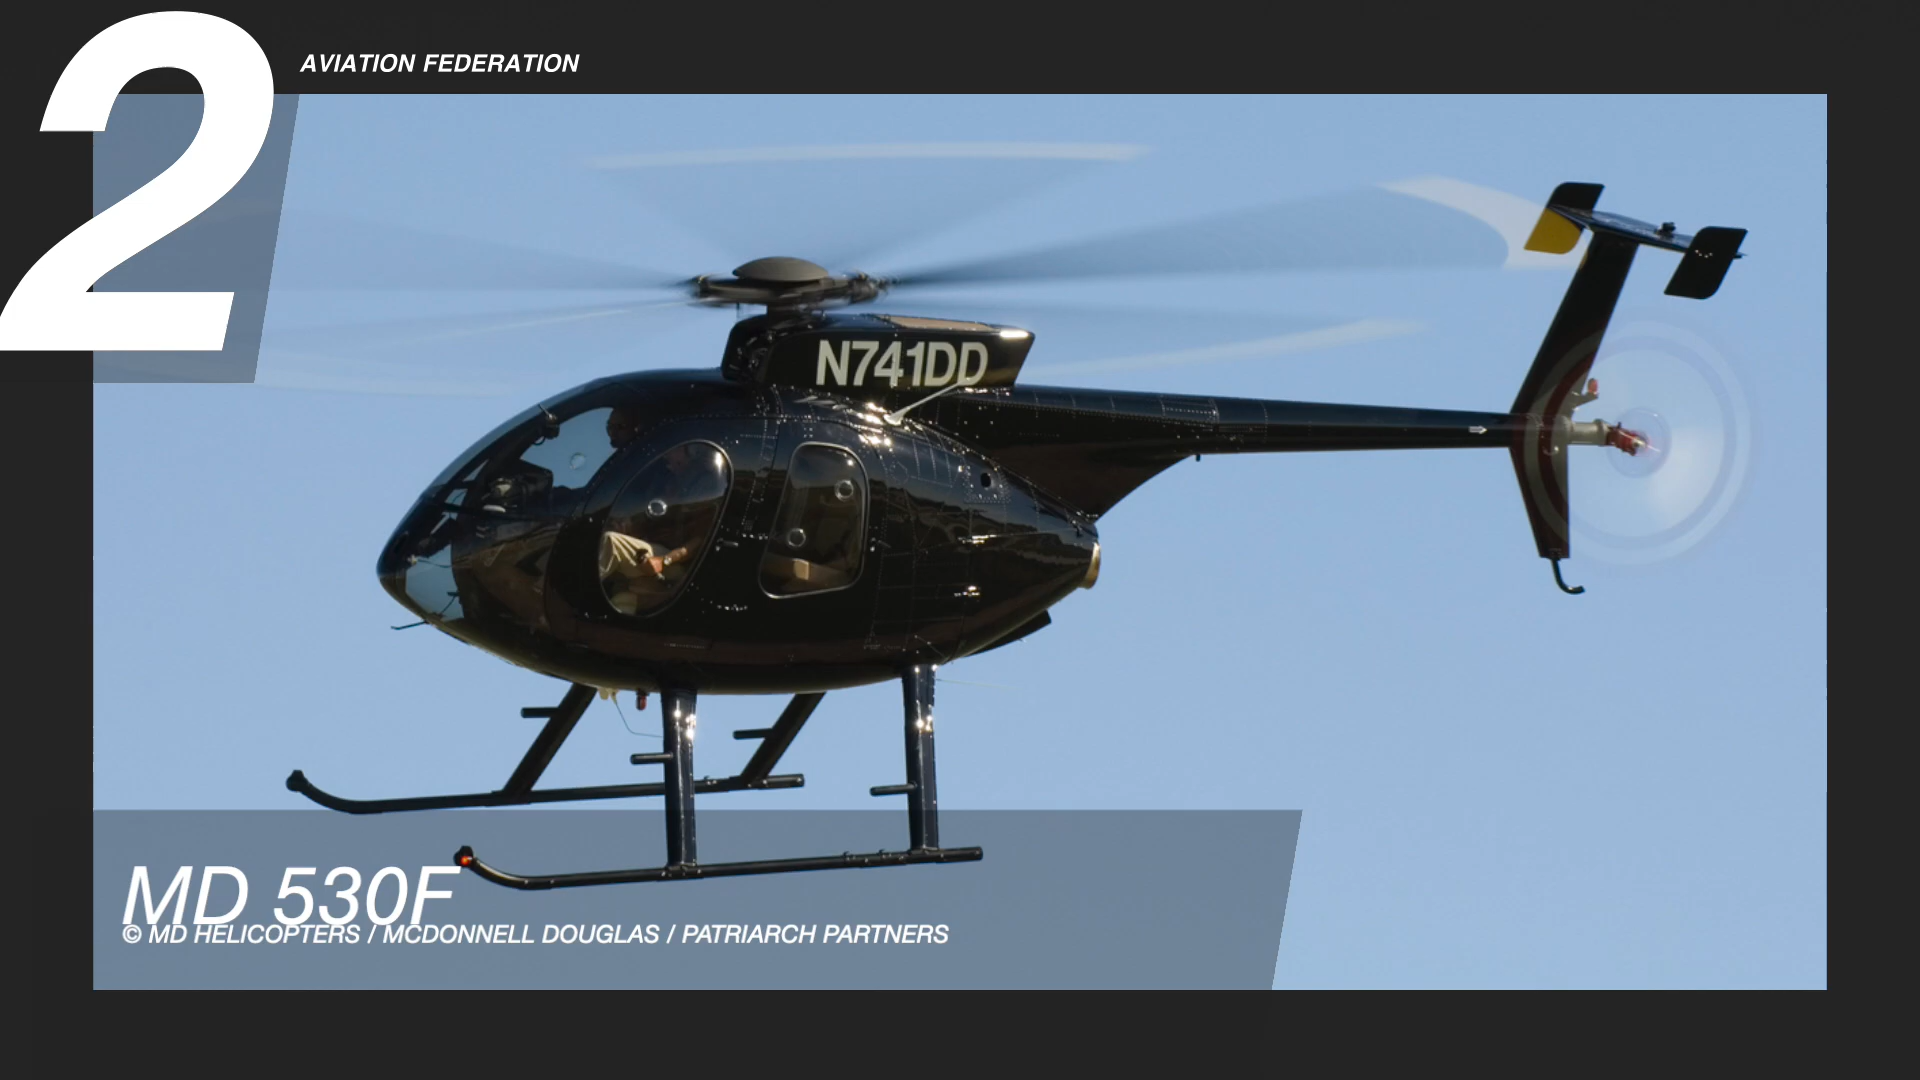 2
AVIATION FEDERATION
N741DD
MD 530F
© MD HELICOPTERS / MCDONNELL DOUGLAS / PATRIARCH PARTNERS